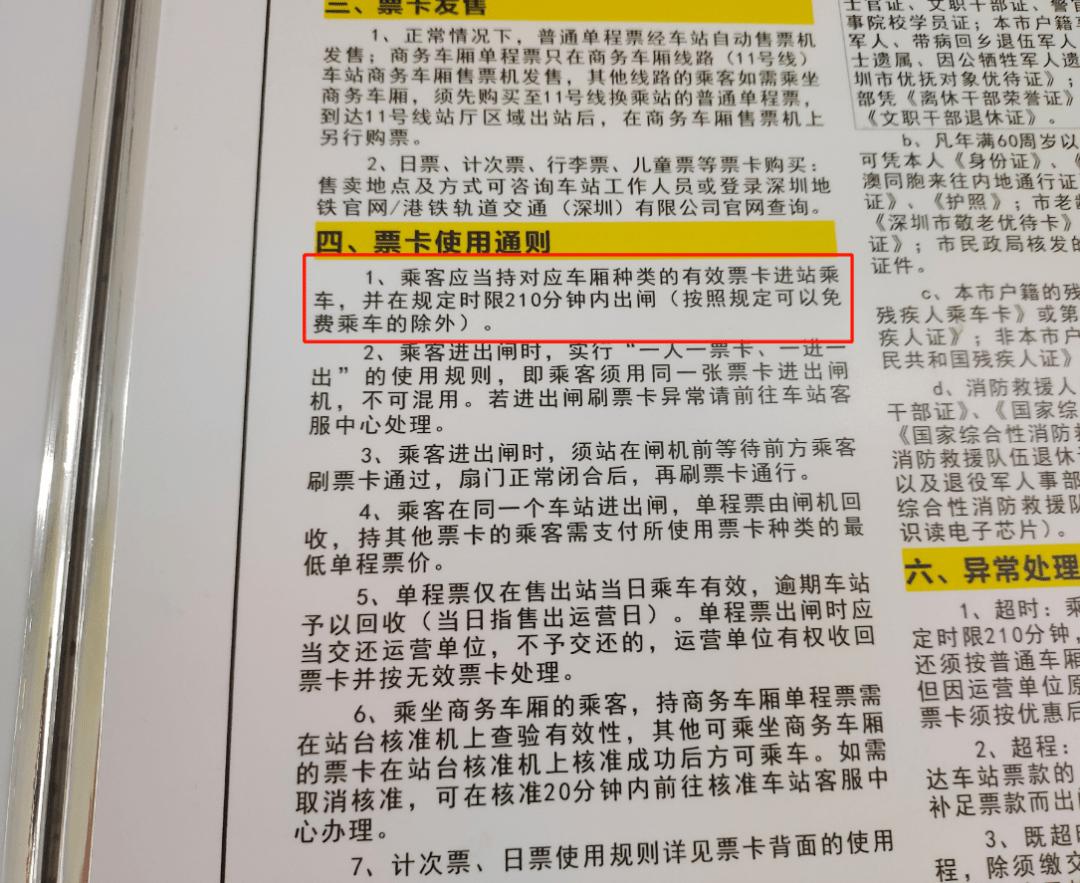 三、票卡发售
1、正常情况下，普通单程票经车站自动售票机
发售；商务车厢单程票只在商务车厢线路（11号线）
车站商务车厢售票机发售，其他线路的乘客如需乘坐
商务车厢，须先购买至11号线换乘站的普通单程票，
到达11号线站厅区域出站后，在商务车厢售票机上
另行购票。
2、日票、计次票、行李票、儿童票等票卡购买：
售卖地点及方式可咨询车站工作人员或登录深圳地
铁官网/港铁轨道交通（深圳）有限公司官网查询。
四、票卡使用通则
1、乘客应当持对应车厢种类的有效票卡进站乘
车，并在规定时限210分钟内出闸（按照规定可以免
费乘车的除外）。
2、乘客进出闸时，实行“一人一票卡、一进一
出”的使用规则，即乘客须用同一张票卡进出闸
机，不可混用。若进出闸刷票卡异常请前往车站客
服中心处理。
3、乘客进出闸时，须站在闸机前等待前方乘客
刷票卡通过，扇门正常闭合后，再刷票卡通行。
4、乘客在同一个车站进出闸，单程票由闸机回
收，持其他票卡的乘客需支付所使用票卡种类的最
低单程票价。
5、单程票仅在售出站当日乘车有效，逾期车站
予以回收（当日指售出运营日）。单程票出闸时应
当交还运营单位，不予交还的，运营单位有权收回
票卡并按无效票卡处理。
6、乘坐商务车厢的乘客，持商务车厢单程票需
在站台核准机上查验有效性，其他可乘坐商务车厢
的票卡在站台核准机上核准成功后方可乘车。如需
取消核准，可在核准20分钟内前往核准车站客服中
心办理。
7、计次票、日票使用规则详见票卡背面的使用
士官证、文职干部证、警官
事院校学员证；本市户籍
军人、带病回乡退伍军人
士遗属、因公牺牲军人遗
圳市优抚对象优待证》；
部凭《离休干部荣誉证》
《文职干部退休证》。
b、凡年满60周岁以
可凭本人《身份证》、《
澳同胞来往内地通行证
证》、《护照》；市老龄
《深圳市敬老优待卡》
证》；市民政局核发的
证件。
c、本市户籍的残
残疾人乘车卡》或第
疾人证》；非本市户
民共和国残疾人证》
d、消防救援人
干部证》、《国家综
《国家综合性消防
消防救援队伍退休
以及退役军人事部
综合性消防救援队
识读电子芯片）。
六、异常处理
1、超时：乘
定时限210分钟，
还须按普通车厢
但因运营单位原
票卡须按优惠后
2、超程：
达车站票款的
补足票款而出
3、既超时
程，除须缴交